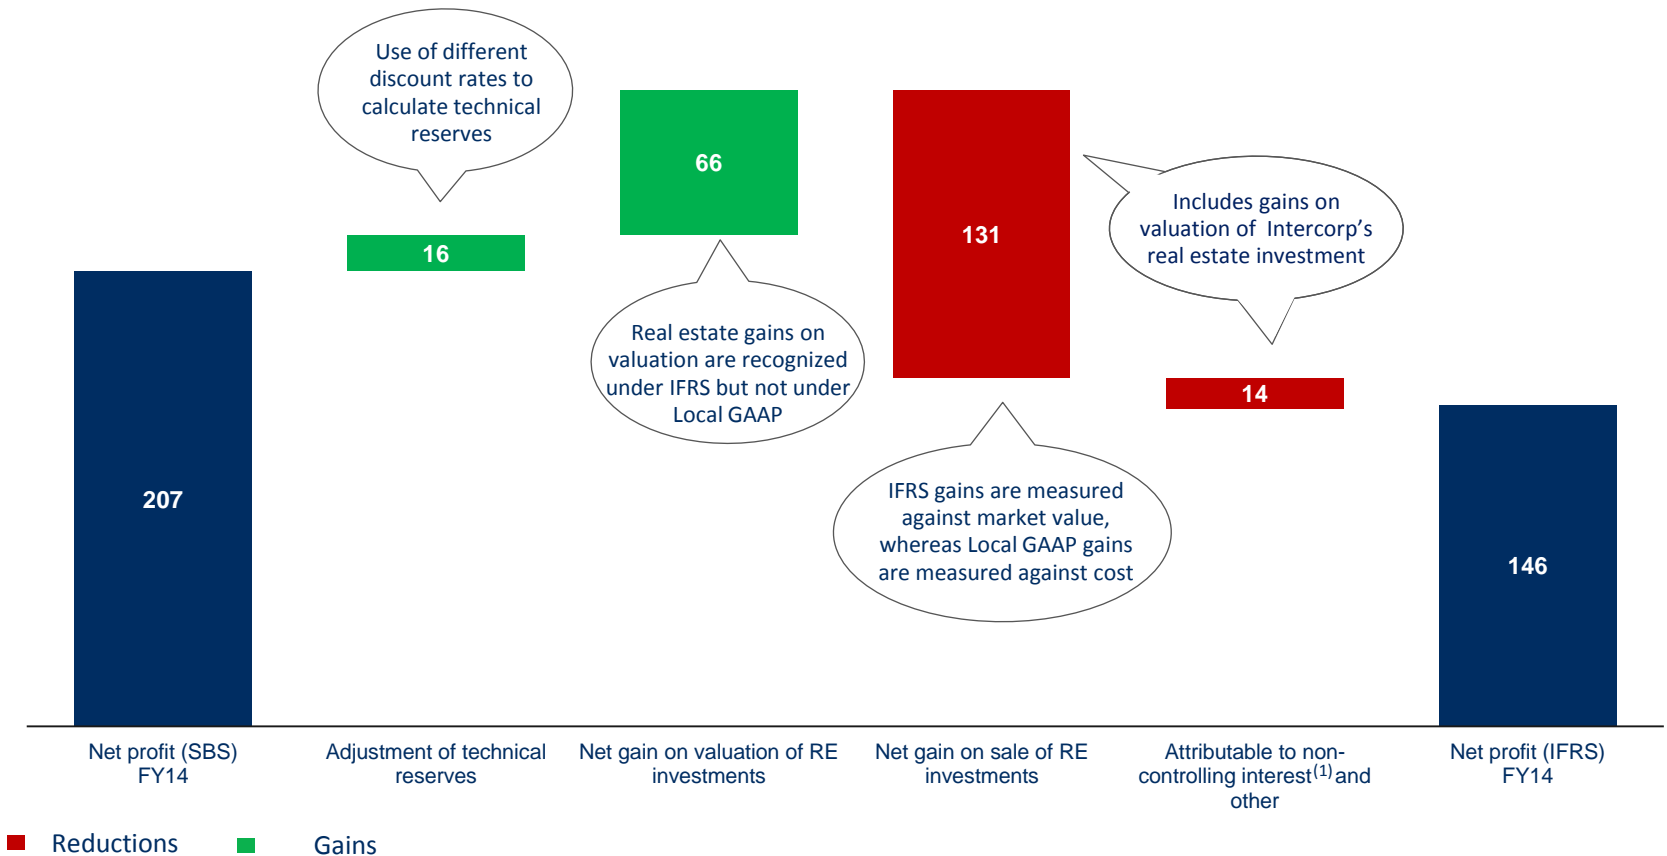 Use of different
discount rates to
calculate technical
reserves
66
16
131
Includes gains on
valuation of Intercorp's
real estate investment
Real estate gains on
valuation are recognized
under IFRS but not under
Local GAAP
14
207
IFRS gains are measured
against market value,
whereas Local GAAP gains
are measured against cost
146
Net profit (SBS)
FY14
Adjustment of technical
reserves
Net gain on valuation of RE
investments
Net gain on sale of RE
investments
Attributable to non-
controlling interest(1) and
other
Net profit (IFRS)
FY14
Reductions
Gains